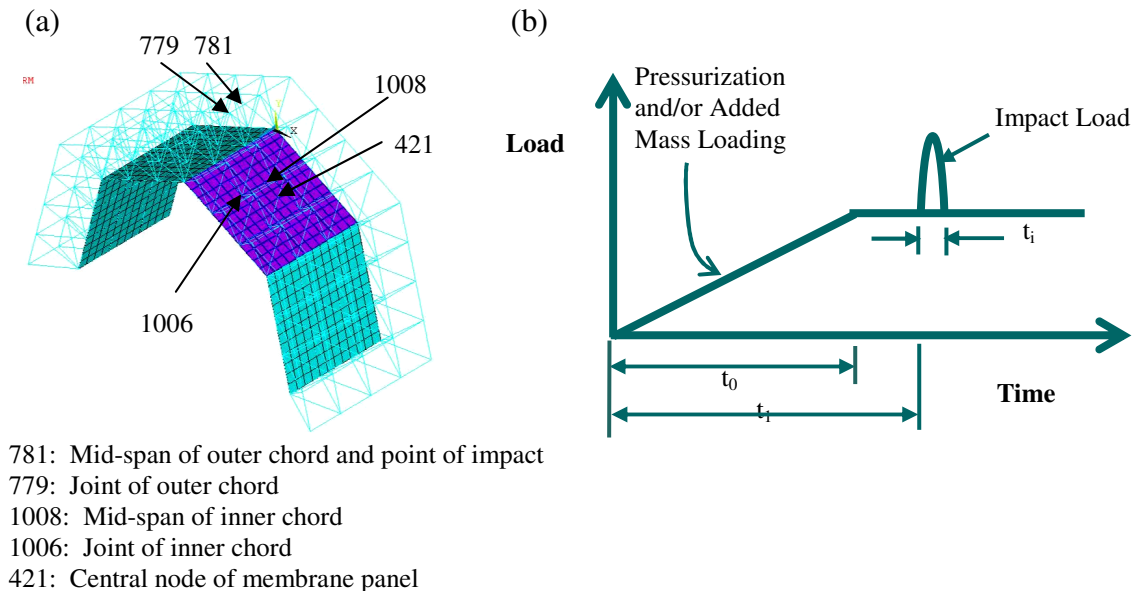 (a)
779 781
RM
1008
Y
X
421
1006
781: Mid-span of outer chord and point of impact
779: Joint of outer chord
1008: Mid-span of inner chord
1006: Joint of inner chord
421: Central node of membrane panel
(b)
Pressurization
and/or Added
Mass Loading
Impact Load
Load
ti
t0
Time
t1